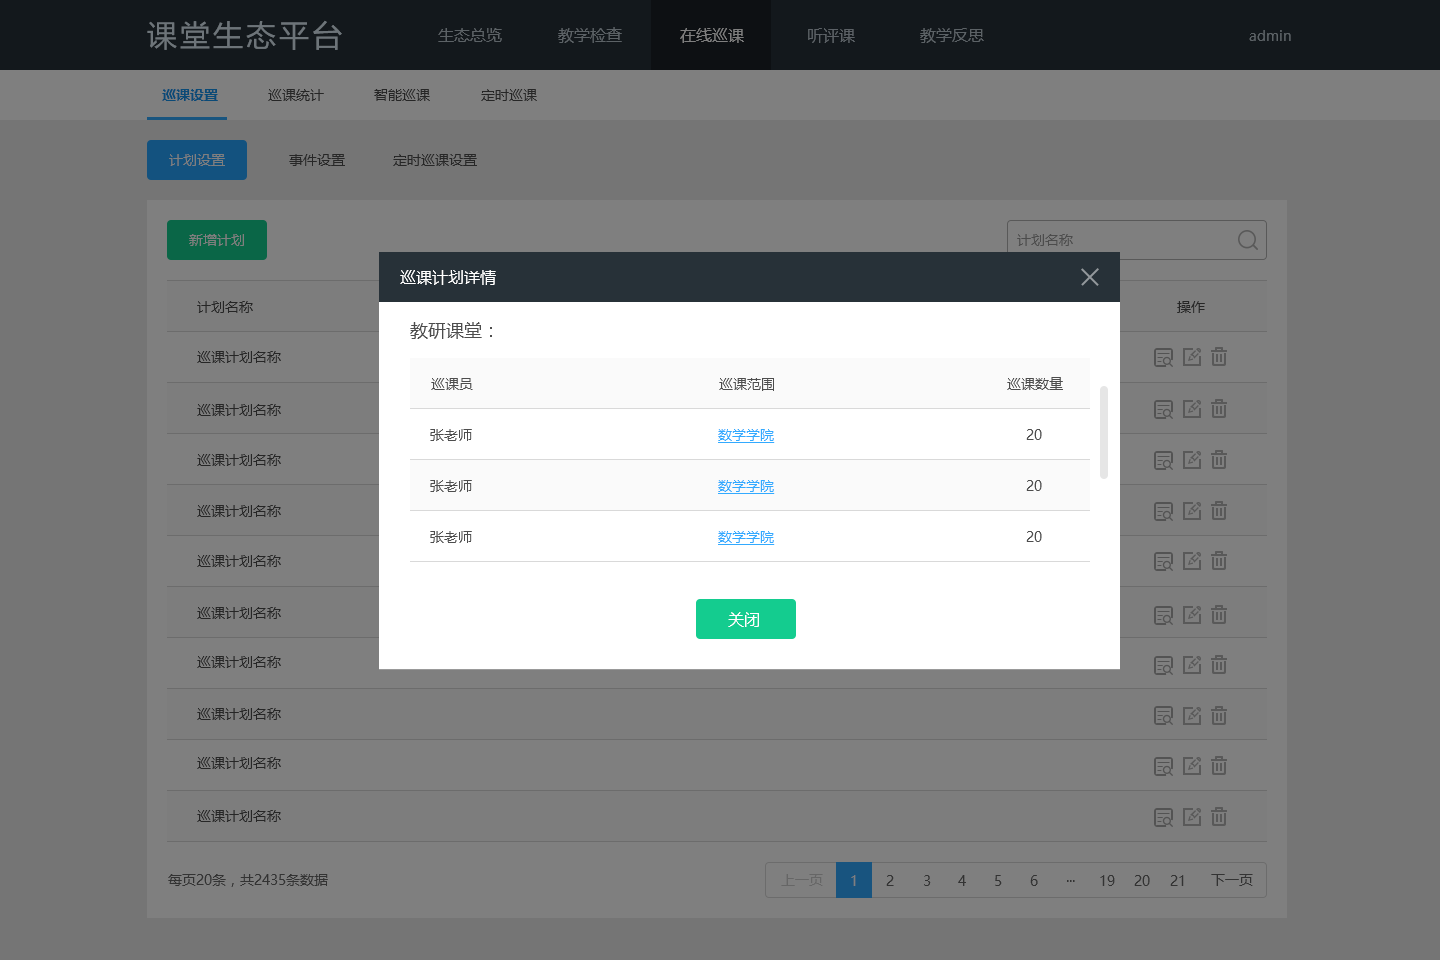 课堂生态平台 生态总览 教学检查 在线巡课 听评课 教学反思 admin
巡课设置 巡课统计 智能巡课 定时巡课
计划设置 事件设置 定时巡课设置
新增计划 计划名称
巡课计划详情
教研课堂：
计划名称 操作
巡课员 巡课范围 巡课数量
张老师 数学学院 20
张老师 数学学院 20
张老师 数学学院 20
关闭
巡课计划名称
巡课计划名称
巡课计划名称
巡课计划名称
巡课计划名称
巡课计划名称
巡课计划名称
巡课计划名称
巡课计划名称
巡课计划名称
每页20条，共2435条数据 上一页 1 2 3 4 5 6 ··· 19 20 21 下一页